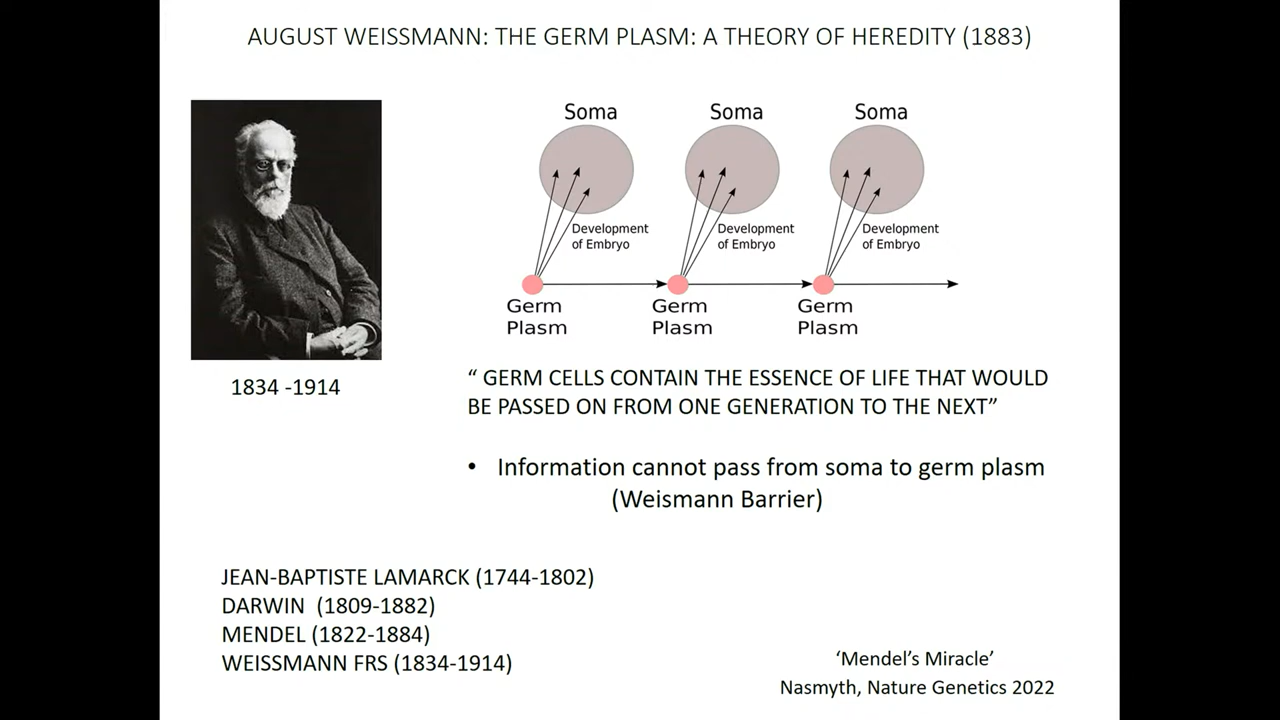 AUGUST WEISSMANN: THE GERM PLASM: A THEORY OF HEREDITY (1883)
Soma
Soma
Soma
Development
of Embryo
Development
of Embryo
Development
of Embryo
Germ
Plasm
Germ
Plasm
Germ
Plasm
1834 -1914
“ GERM CELLS CONTAIN THE ESSENCE OF LIFE THAT WOULD
BE PASSED ON FROM ONE GENERATION TO THE NEXT”
• Information cannot pass from soma to germ plasm
(Weismann Barrier)
JEAN-BAPTISTE LAMARCK (1744-1802)
DARWIN (1809-1882)
MENDEL (1822-1884)
WEISSMANN FRS (1834-1914)
‘Mendel’s Miracle’
Nasmyth, Nature Genetics 2022